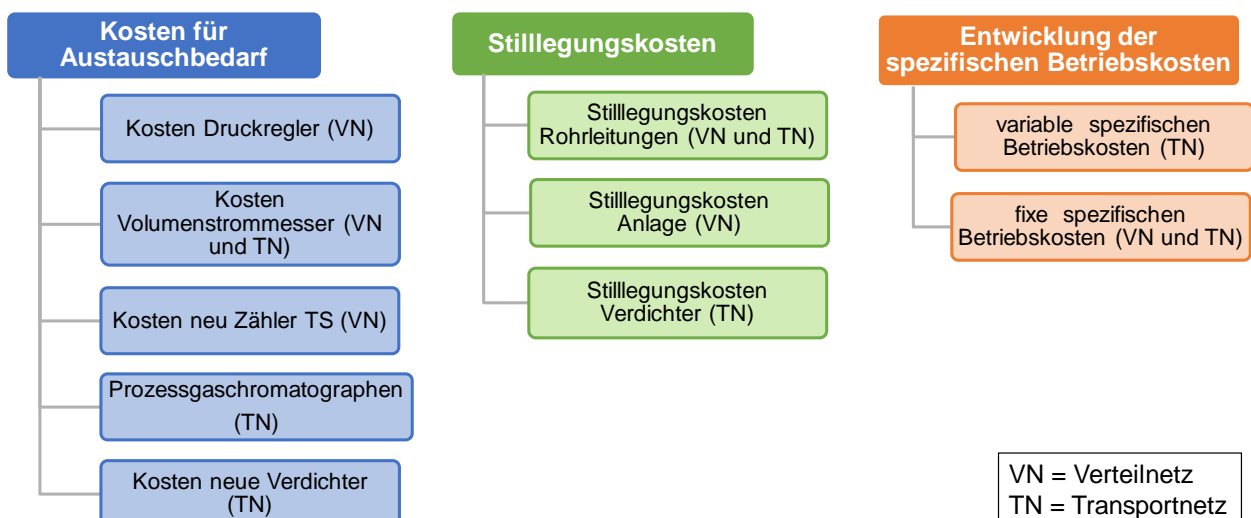 Kosten für
Austauschbedarf
Kosten Druckregler (VN)
Kosten
Volumenstrommesser (VN
und TN)
Kosten neu Zähler TS (VN)
Prozessgaschromatographen
(TN)
Kosten neue Verdichter
(TN)
Stilllegungskosten
Stilllegungskosten
Rohrleitungen (VN und TN)
Stilllegungskosten
Anlage (VN)
Stilllegungskosten
Verdichter (TN)
Entwicklung der
spezifischen Betriebskosten
variable spezifischen
Betriebskosten (TN)
fixe spezifischen
Betriebskosten (VN und TN)
VN = Verteilnetz
TN = Transportnetz